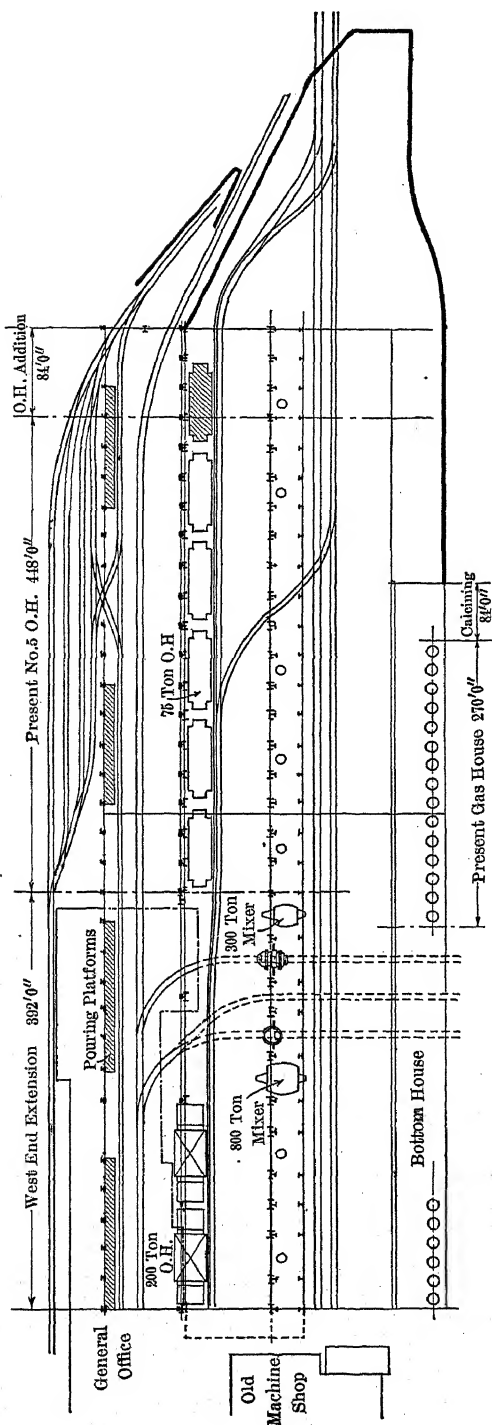 West End Extension 392'0"
Present No.5 O.H. 448'0"
O.H. Addition
84'0"
General
Office
Pouring Platforms
75 Ton O.H
200 Ton
O.H.
800 Ton
Mixer
300 Ton
Mixer
Old
Machine
Shop
Bottom House
Present Gas House 270'0"
Calcining
84'0"